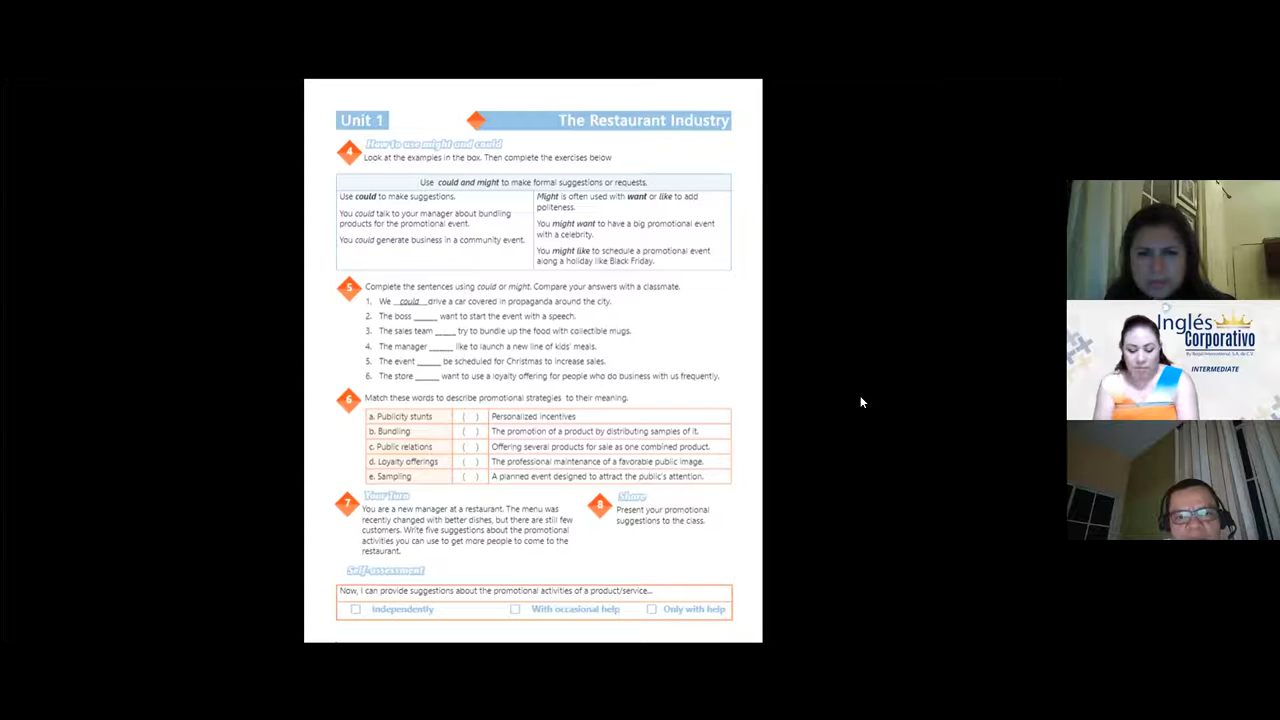 Unit 1
The Restaurant Industry
4
How to use might and could
Look at the examples in the box. Then complete the exercises below
Use could and might to make formal suggestions or requests.
Use could to make suggestions.
You could talk to your manager about bundling
products for the promotional event.
You could generate business in a community event.
Might is often used with want or like to add
politeness.
You might want to have a big promotional event
with a celebrity.
You might like to schedule a promotional event
along a holiday like Black Friday.
5
Complete the sentences using could or might. Compare your answers with a classmate.
1. We __could__ drive a car covered in propaganda around the city.
2. The boss ______ want to start the event with a speech.
3. The sales team _____ try to bundle up the food with collectible mugs.
4. The manager ______ like to launch a new line of kids' meals.
5. The event ______ be scheduled for Christmas to increase sales.
6. The store ______ want to use a loyalty offering for people who do business with us frequently.
6
Match these words to describe promotional strategies to their meaning.
a. Publicity stunts ( ) Personalized incentives
b. Bundling ( ) The promotion of a product by distributing samples of it.
c. Public relations ( ) Offering several products for sale as one combined product.
d. Loyalty offerings ( ) The professional maintenance of a favorable public image.
e. Sampling ( ) A planned event designed to attract the public's attention.
7
Your Turn
You are a new manager at a restaurant. The menu was
recently changed with better dishes, but there are still few
customers. Write five suggestions about the promotional
activities you can use to get more people to come to the
restaurant.
8
Share
Present your promotional
suggestions to the class.
Self-assessment
Now, I can provide suggestions about the promotional activities of a product/service...
Independently
With occasional help
Only with help
Inglés
Corporativo
INTERMEDIATE